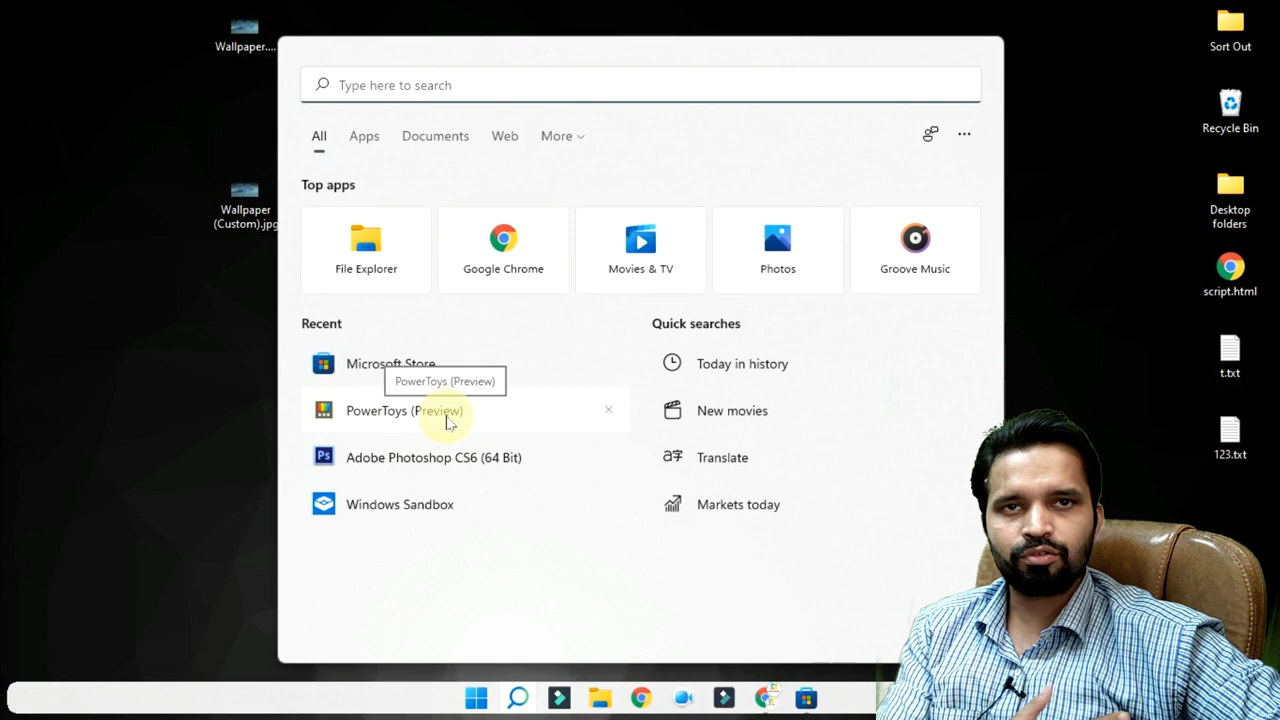 Wallpaper....
Wallpaper
(Custom).jpg
Type here to search
All
Apps
Documents
Web
More
Top apps
File Explorer
Google Chrome
Movies & TV
Photos
Groove Music
Recent
Microsoft Store
PowerToys (Preview)
PowerToys (Preview)
Adobe Photoshop CS6 (64 Bit)
Windows Sandbox
Quick searches
Today in history
New movies
Translate
Markets today
Sort Out
Recycle Bin
Desktop
folders
script.html
t.txt
123.txt
Ps